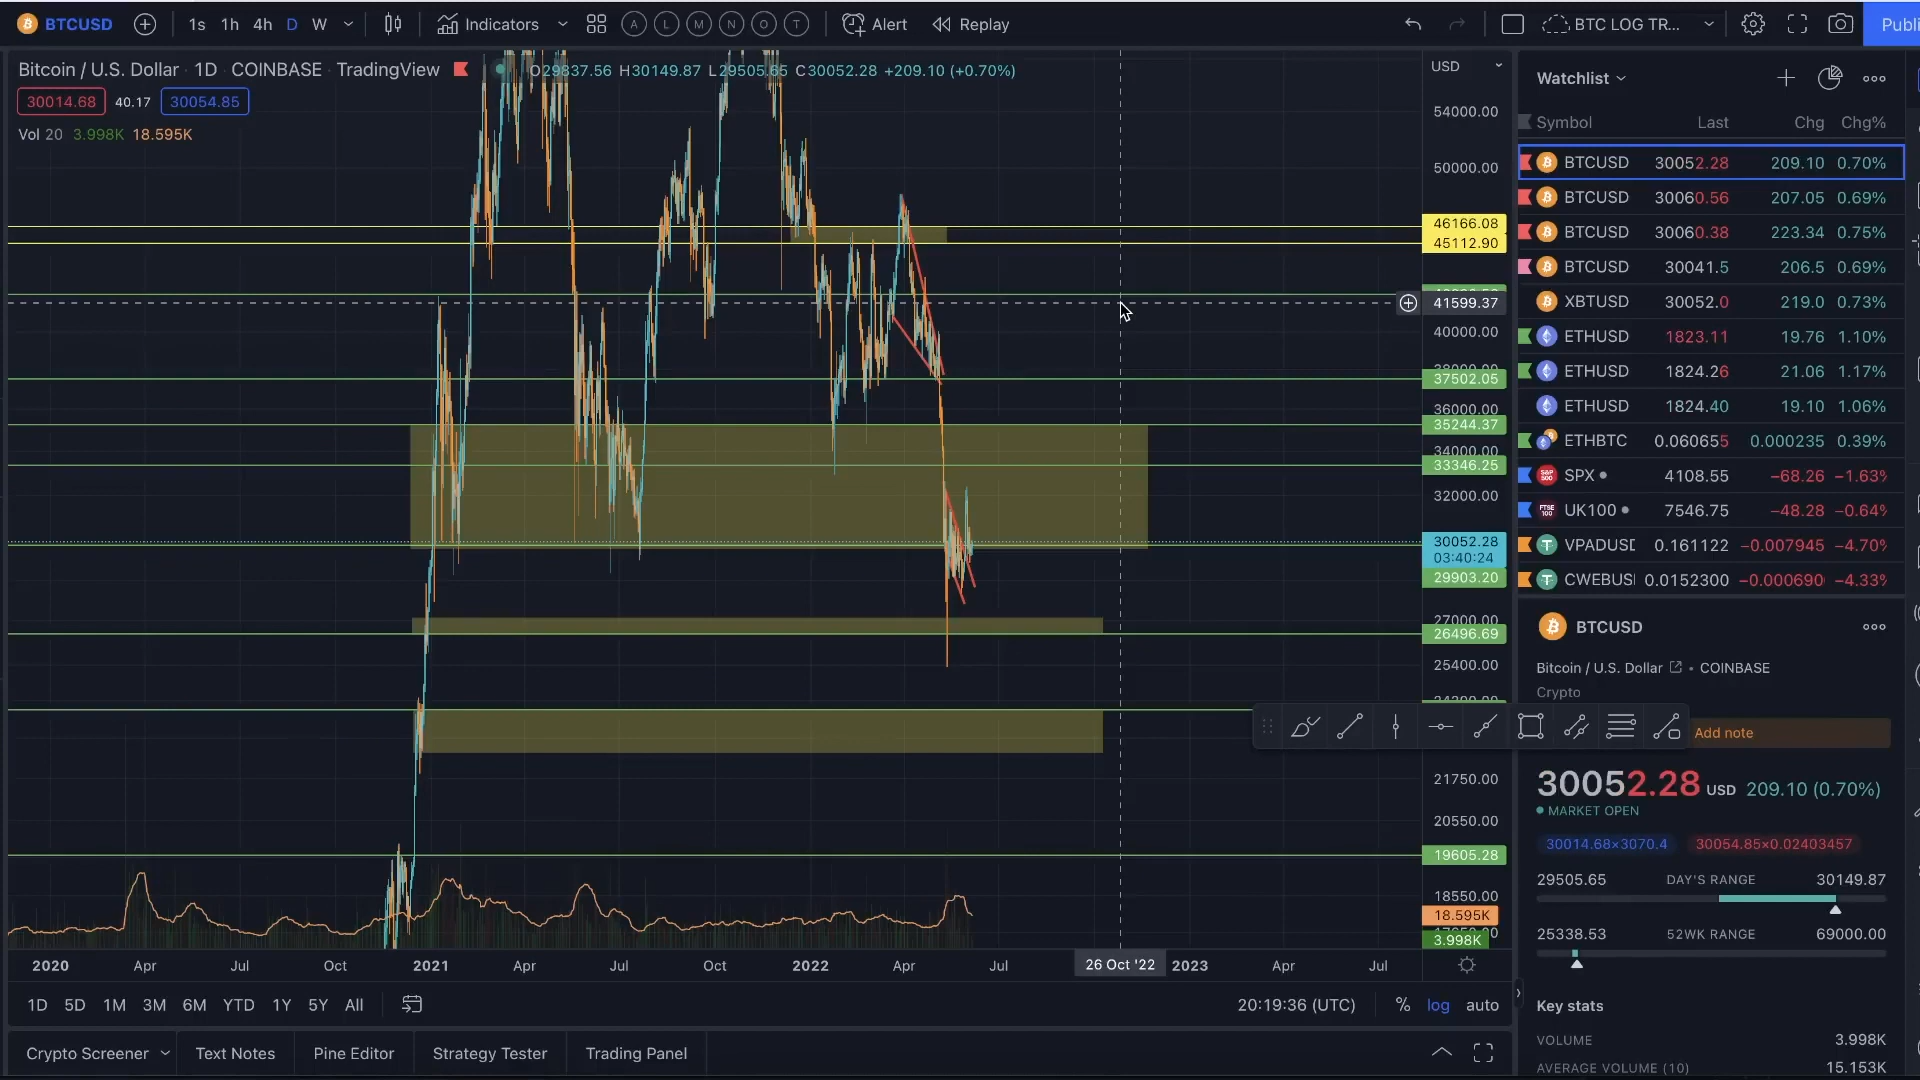 BTCUSD 1s 1h 4h D W Indicators A L M N O T Alert Replay BTC LOG TR... Publi
Bitcoin / U.S. Dollar · 1D · COINBASE · TradingView O29837.56 H30149.87 L29505.65 C30052.28 +209.10 (+0.70%)
30014.68 40.17 30054.85
Vol 20 3.998K 18.595K
USD
54000.00
50000.00
46166.08
45112.90
41599.37
40000.00
37502.05
36000.00
35244.37
34000.00
33346.25
32000.00
30052.28
03:40:24
29903.20
27000.00
26496.69
25400.00
21750.00
20550.00
19605.28
18550.00
18.595K
3.998K
2020 Apr Jul Oct 2021 Apr Jul Oct 2022 Apr Jul 26 Oct '22 2023 Apr Jul
1D 5D 1M 3M 6M YTD 1Y 5Y All 20:19:36 (UTC) % log auto
Crypto Screener Text Notes Pine Editor Strategy Tester Trading Panel
Watchlist
Symbol Last Chg Chg%
BTCUSD 30052.28 209.10 0.70%
BTCUSD 30060.56 207.05 0.69%
BTCUSD 30060.38 223.34 0.75%
BTCUSD 30041.5 206.5 0.69%
XBTUSD 30052.0 219.0 0.73%
ETHUSD 1823.11 19.76 1.10%
ETHUSD 1824.26 21.06 1.17%
ETHUSD 1824.40 19.10 1.06%
ETHBTC 0.060655 0.000235 0.39%
SPX 4108.55 −68.26 −1.63%
UK100 7546.75 −48.28 −0.64%
VPADUSD 0.161122 −0.007945 −4.70%
CWEBUSI 0.0152300 −0.000690 −4.33%
BTCUSD
Bitcoin / U.S. Dollar • COINBASE
Crypto
Add note
30052.28 USD 209.10 (0.70%)
MARKET OPEN
30014.68×3070.4 30054.85×0.02403457
29505.65 DAY'S RANGE 30149.87
25338.53 52WK RANGE 69000.00
Key stats
VOLUME 3.998K
AVERAGE VOLUME (10) 15.153K